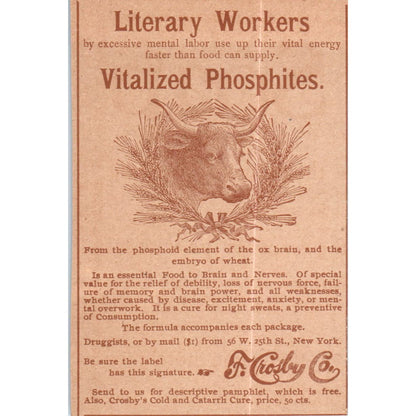 Literary Workers
by excessive mental labor use up their vital energy
faster than food can supply.
Vitalized Phosphites.
From the phosphoid element of the ox brain, and the
embryo of wheat.
Is an essential Food to Brain and Nerves. Of special
value for the relief of debility, loss of nervous force, fail-
ure of memory and brain power, and all weaknesses,
whether caused by disease, excitement, anxiety, or men-
tal overwork. It is a cure for night sweats, a preventive
of Consumption.
The formula accompanies each package.
Druggists, or by mail ($1) from 56 W. 25th St., New York.
Be sure the label
has this signature. ☞
F. Crosby Co.
Send to us for descriptive pamphlet, which is free.
Also, Crosby's Cold and Catarrh Cure, price, 50 cts.